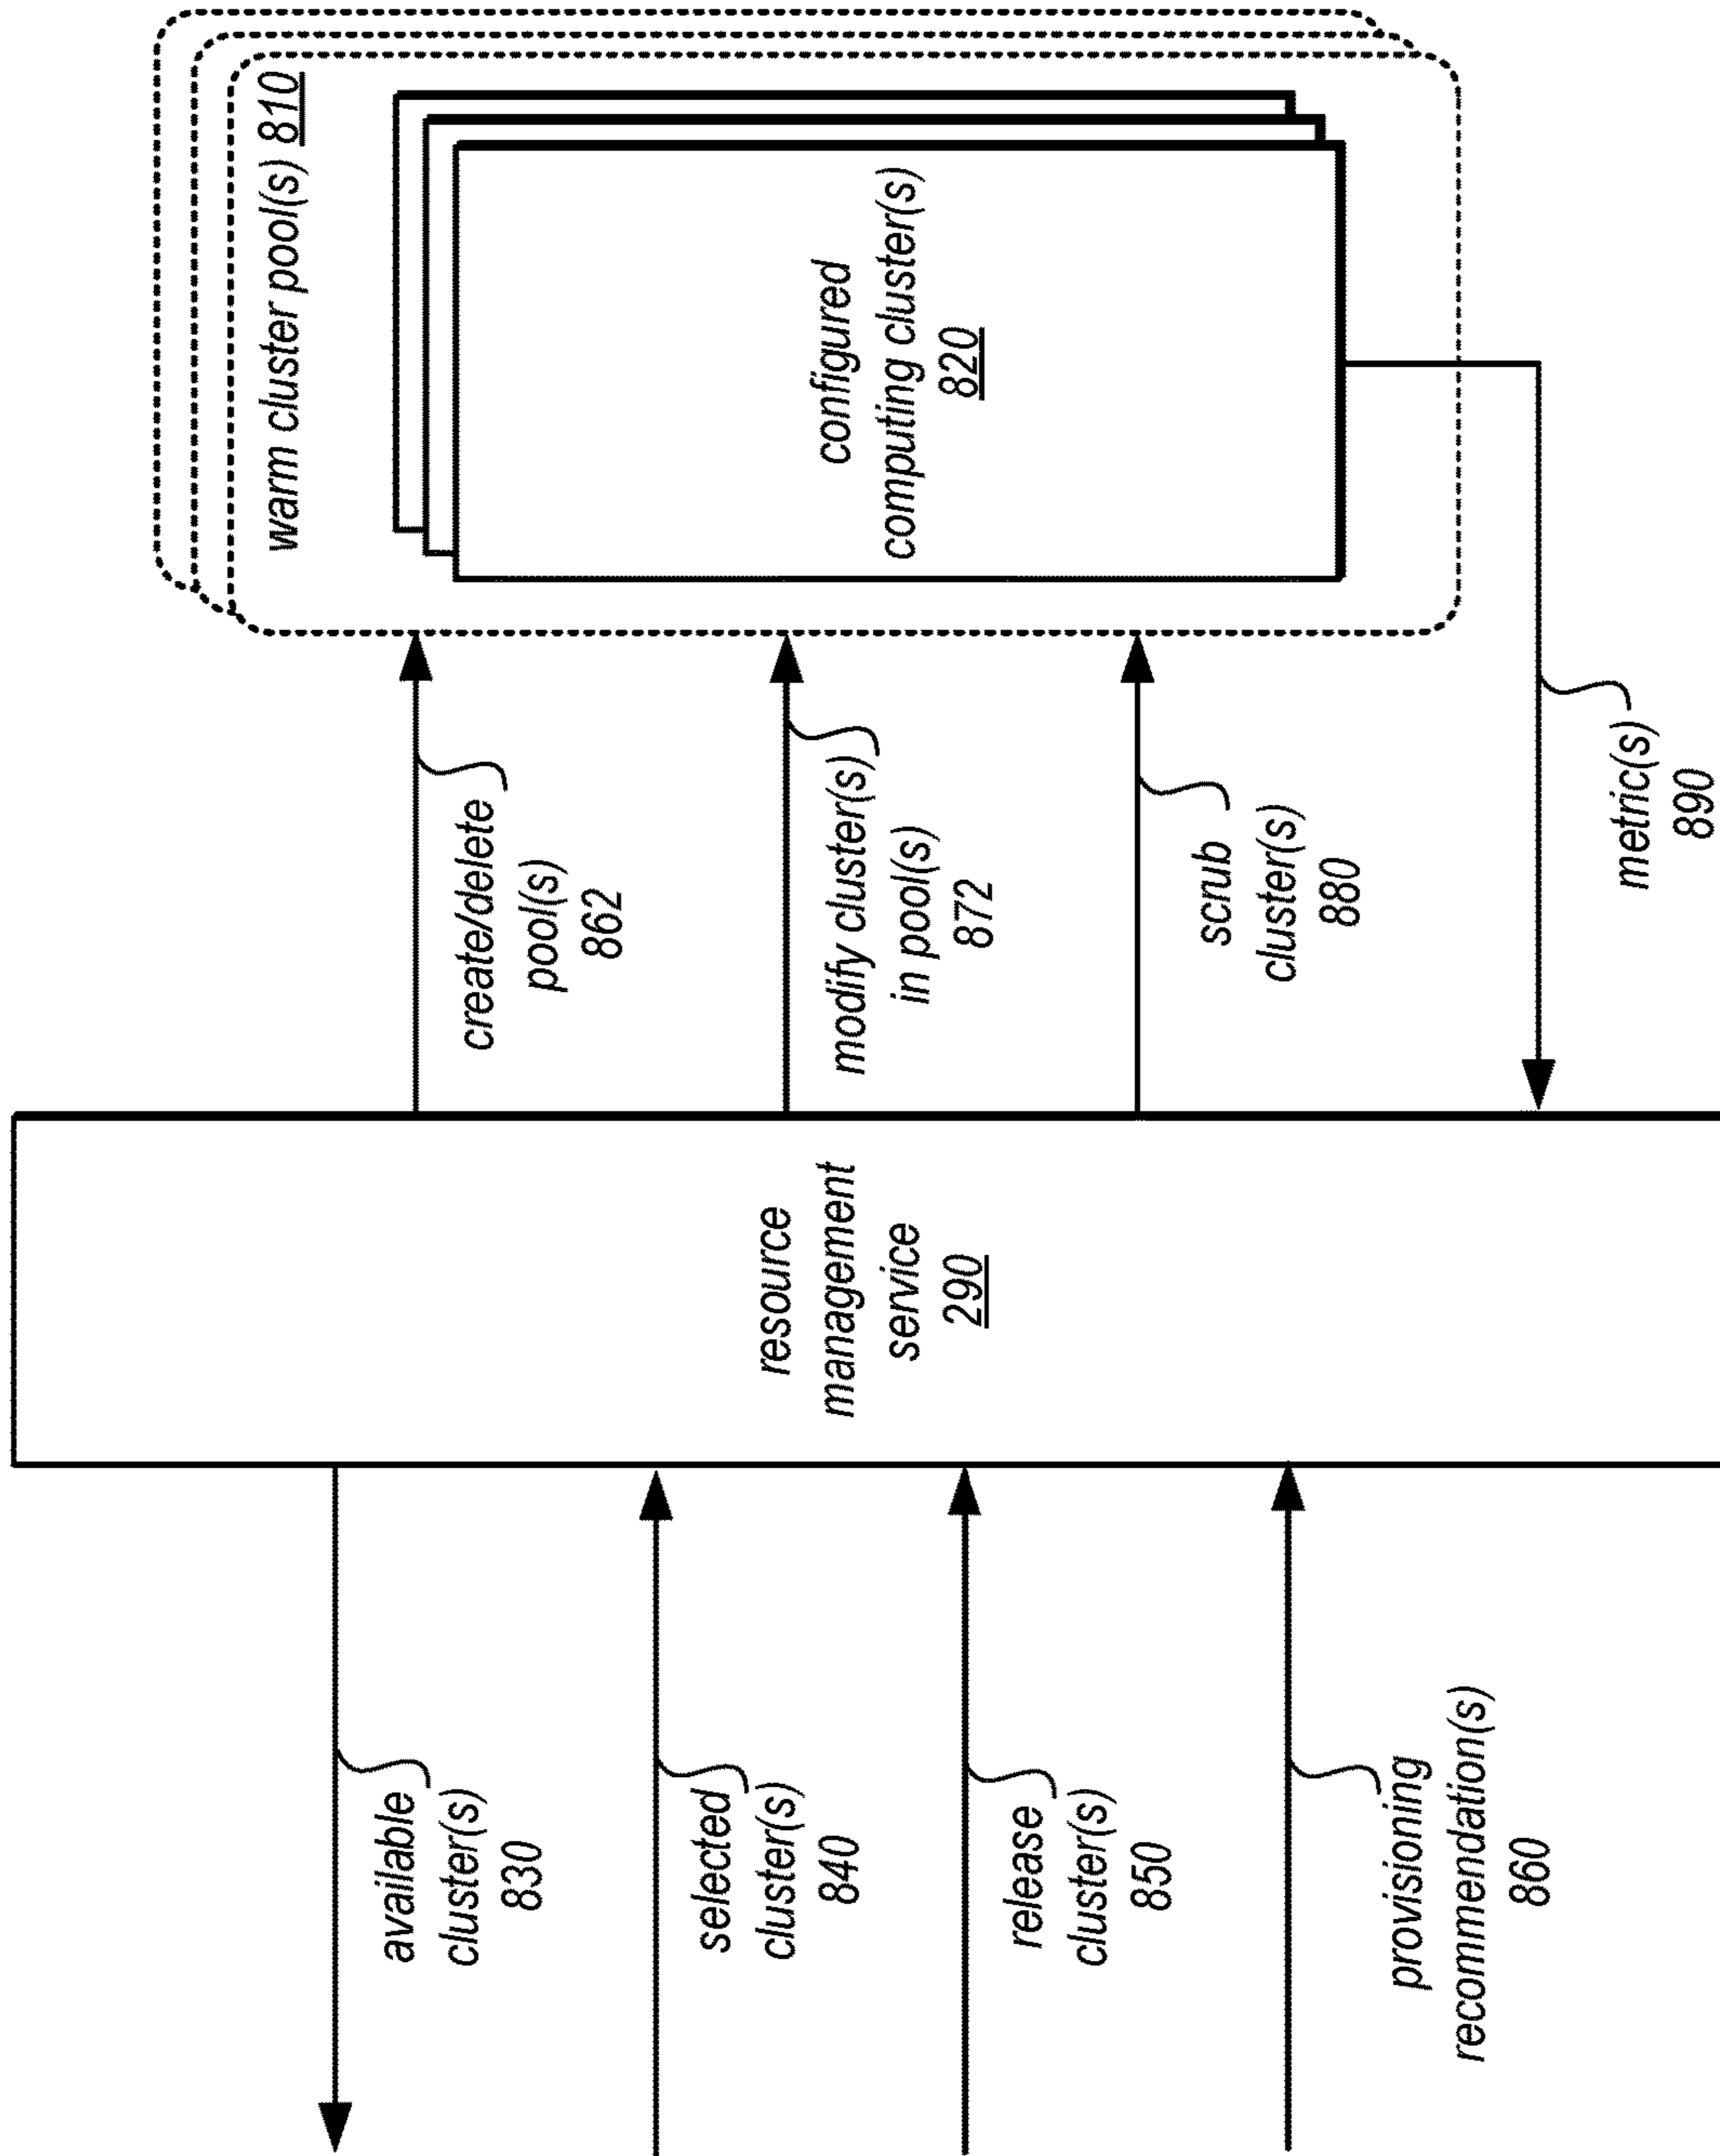 warm cluster pool(s) 810
configured
computing cluster(s)
820
create/delete
pool(s)
862
modify cluster(s)
in pool(s)
872
scrub
cluster(s)
880
metric(s)
890
resource
management
service
290
available
cluster(s)
830
selected
cluster(s)
840
release
cluster(s)
850
provisioning
recommendation(s)
860